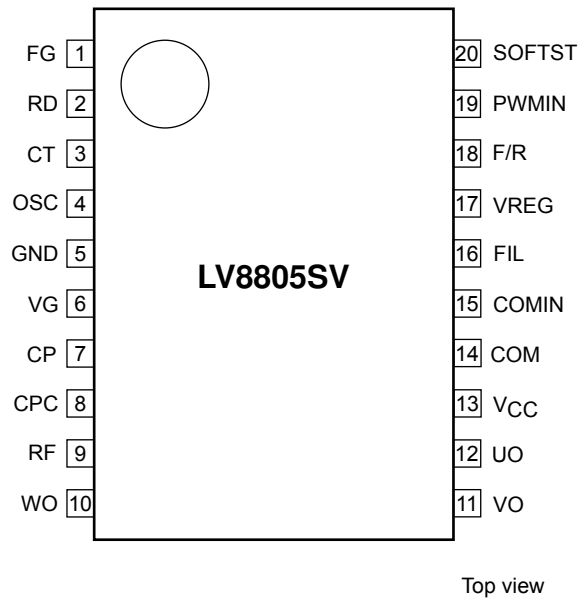 FG 1
RD 2
CT 3
OSC 4
GND 5
VG 6
CP 7
CPC 8
RF 9
WO 10
LV8805SV
20 SOFTST
19 PWMIN
18 F/R
17 VREG
16 FIL
15 COMIN
14 COM
13 VCC
12 UO
11 VO
Top view